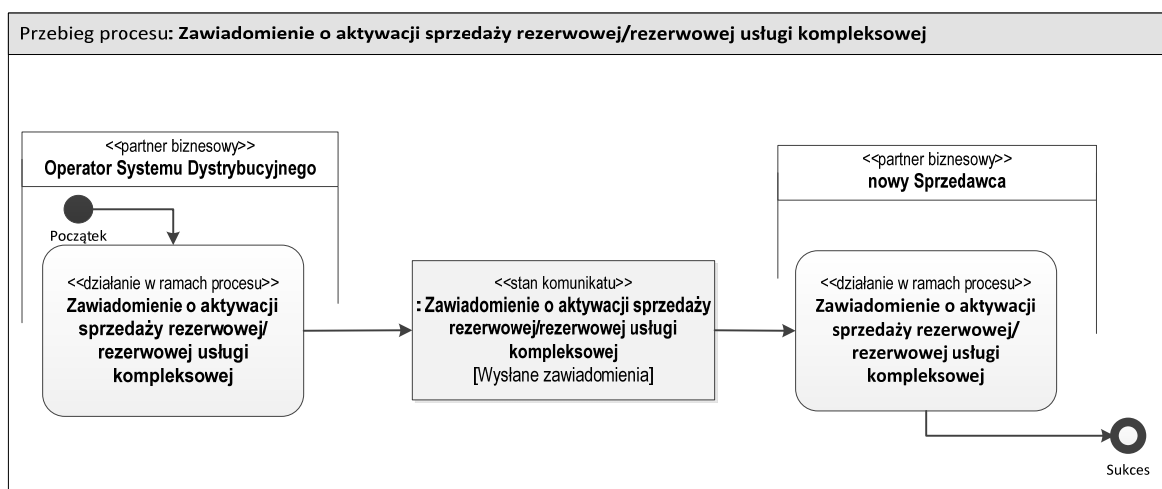 Przebieg procesu: Zawiadomienie o aktywacji sprzedaży rezerwowej/rezerwowej usługi kompleksowej
<<partner biznesowy>>
Operator Systemu Dystrybucyjnego
Początek
<<działanie w ramach procesu>>
Zawiadomienie o aktywacji
sprzedaży rezerwowej/
rezerwowej usługi
kompleksowej
<<stan komunikatu>>
: Zawiadomienie o aktywacji sprzedaży
rezerwowej/rezerwowej usługi
kompleksowej
[Wysłane zawiadomienia]
<<partner biznesowy>>
nowy Sprzedawca
<<działanie w ramach procesu>>
Zawiadomienie o aktywacji
sprzedaży rezerwowej/
rezerwowej usługi
kompleksowej
Sukces